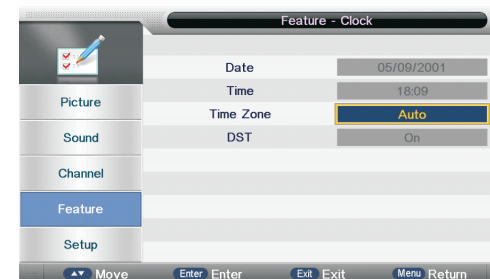 Feature - Clock
Date 05/09/2001
Time 18:09
Time Zone Auto
DST On
Picture
Sound
Channel
Feature
Setup
Move Enter Enter Exit Exit Menu Return